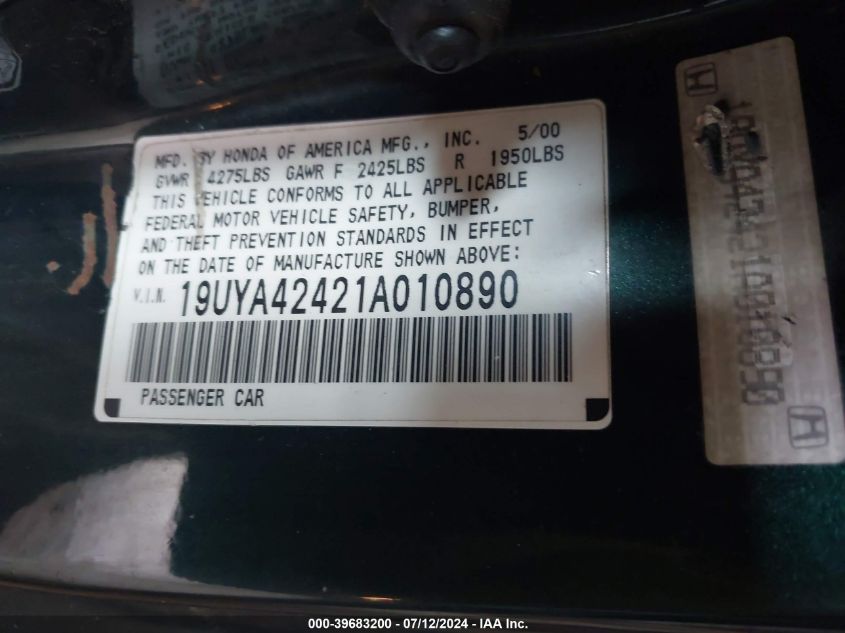 MFD. BY HONDA OF AMERICA MFG., INC. 5/00
GVWR 4275LBS GAWR F 2425LBS R 1950LBS
THIS VEHICLE CONFORMS TO ALL APPLICABLE
FEDERAL MOTOR VEHICLE SAFETY, BUMPER,
AND THEFT PREVENTION STANDARDS IN EFFECT
ON THE DATE OF MANUFACTURE SHOWN ABOVE:
V.I.N. 19UYA42421A010890
PASSENGER CAR
000-39683200 - 07/12/2024 - IAA Inc.